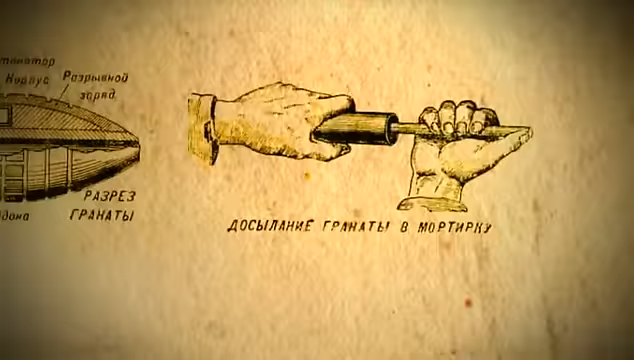 Корпус
Разрывной
заряд
РАЗРЕЗ
ГРАНАТЫ
ДОСЫЛАНИЕ ГРАНАТЫ В МОРТИРКУ